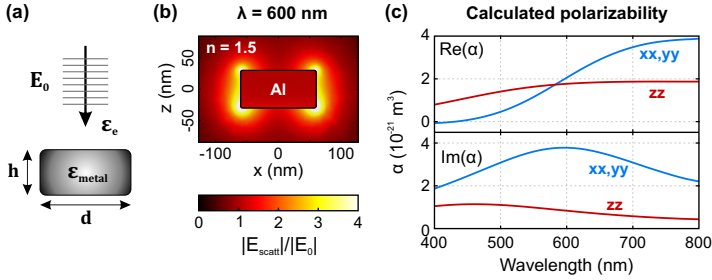 (a)
E₀
εₑ
h
ε_metal
d
(b)
λ = 600 nm
n = 1.5
Al
50
0
-50
z (nm)
-100
0
100
x (nm)
0
1
2
3
4
|E_scatt|/|E₀|
(c)
Calculated polarizability
Re(α)
xx,yy
zz
4
2
0
Im(α)
xx,yy
zz
4
2
0
α (10⁻²¹ m³)
400
500
600
700
800
Wavelength (nm)